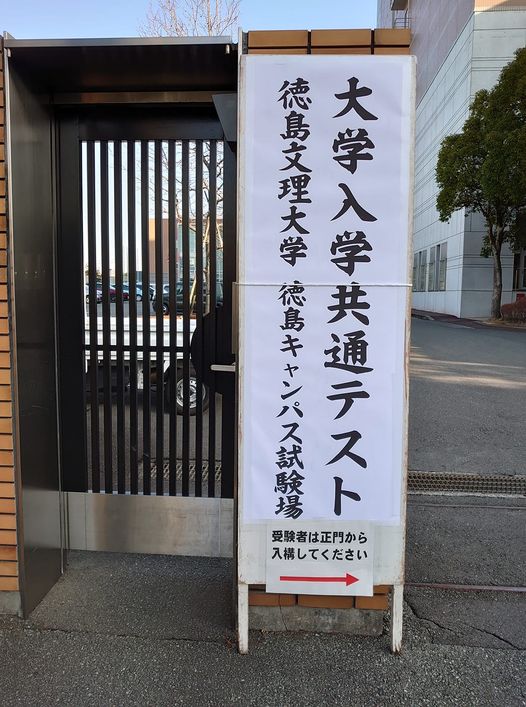 大学入学共通テスト
徳島文理大学 徳島キャンパス試験場
受験者は正門から
入構してください